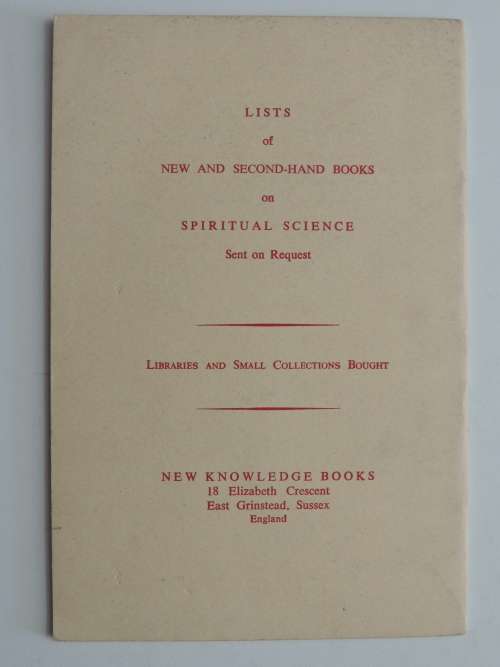 LISTS
of
NEW AND SECOND-HAND BOOKS
on
SPIRITUAL SCIENCE
Sent on Request
LIBRARIES AND SMALL COLLECTIONS BOUGHT
NEW KNOWLEDGE BOOKS
18 Elizabeth Crescent
East Grinstead, Sussex
England